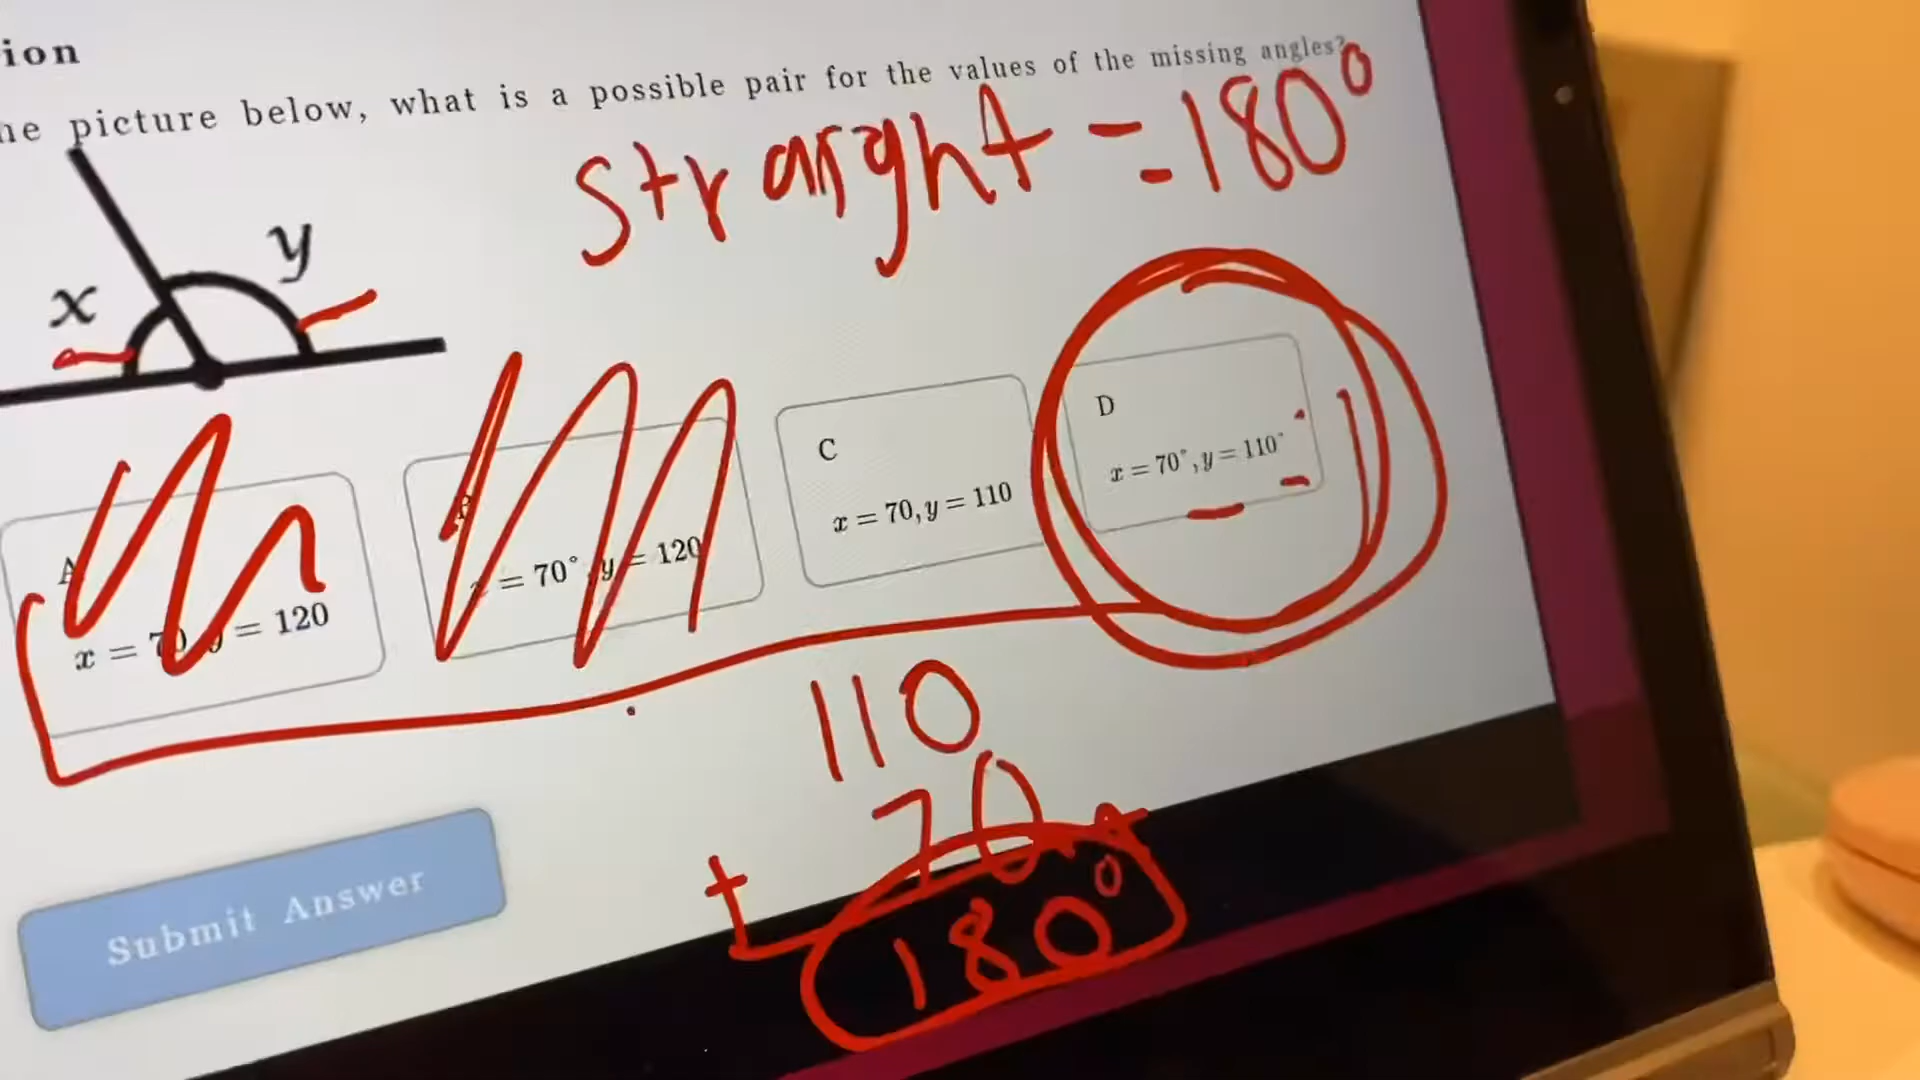 ion
he picture below, what is a possible pair for the values of the missing angles?
straight = 180°
y
x
D
x = 70°, y = 110°
C
x = 70, y = 110
B
x = 70°, y = 120
A
x = 70, y = 120
110
+ 70
180°
Submit Answer